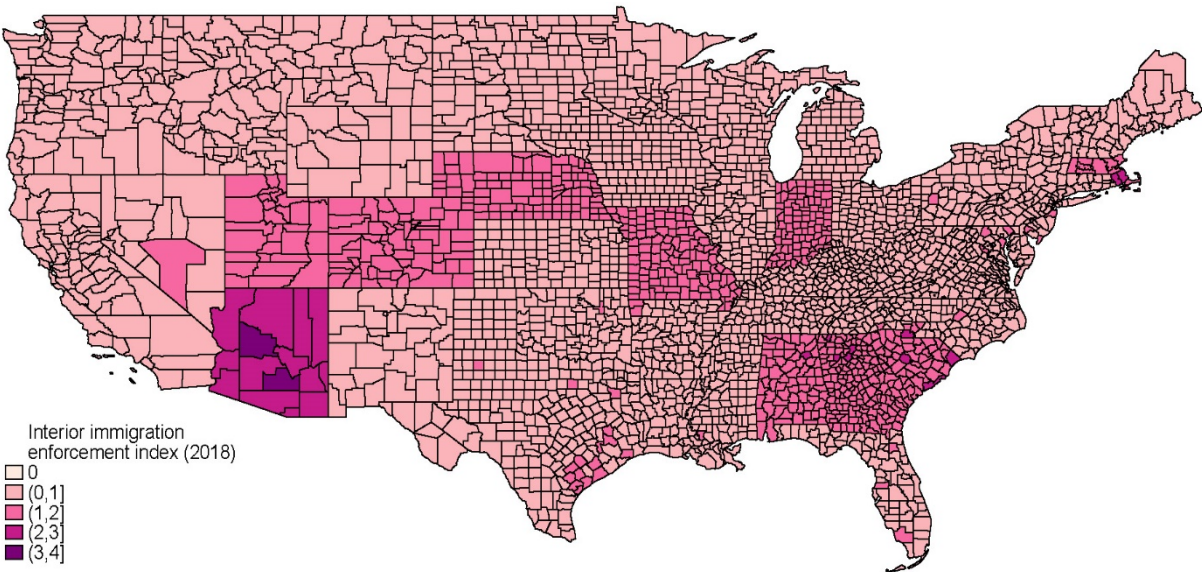 Interior immigration
enforcement index (2018)
0
(0,1]
(1,2]
(2,3]
(3,4]